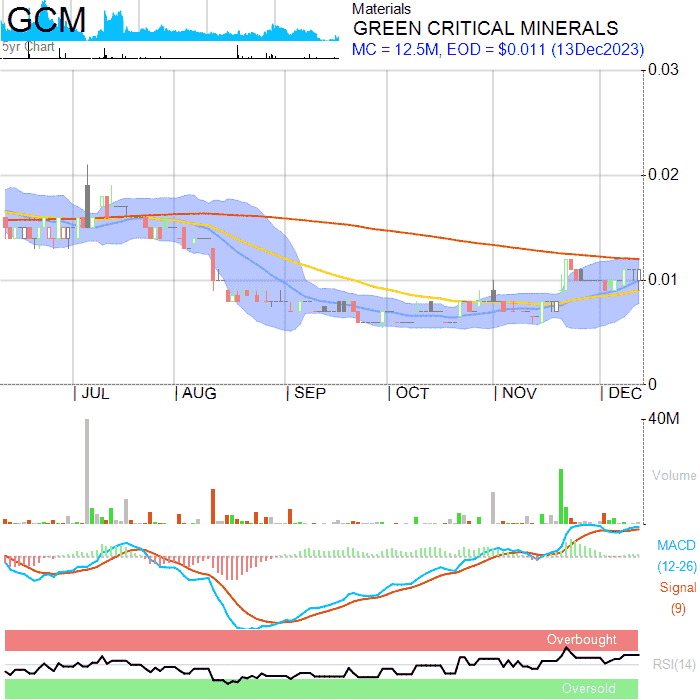 GCM
5yr Chart
Materials
GREEN CRITICAL MINERALS
MC = 12.5M, EOD = $0.011 (13Dec2023)
0.03
0.02
0.01
0
| JUL | AUG | SEP | OCT | NOV | DEC
40M
Volume
MACD
(12-26)
Signal
(9)
Overbought
RSI(14)
Oversold